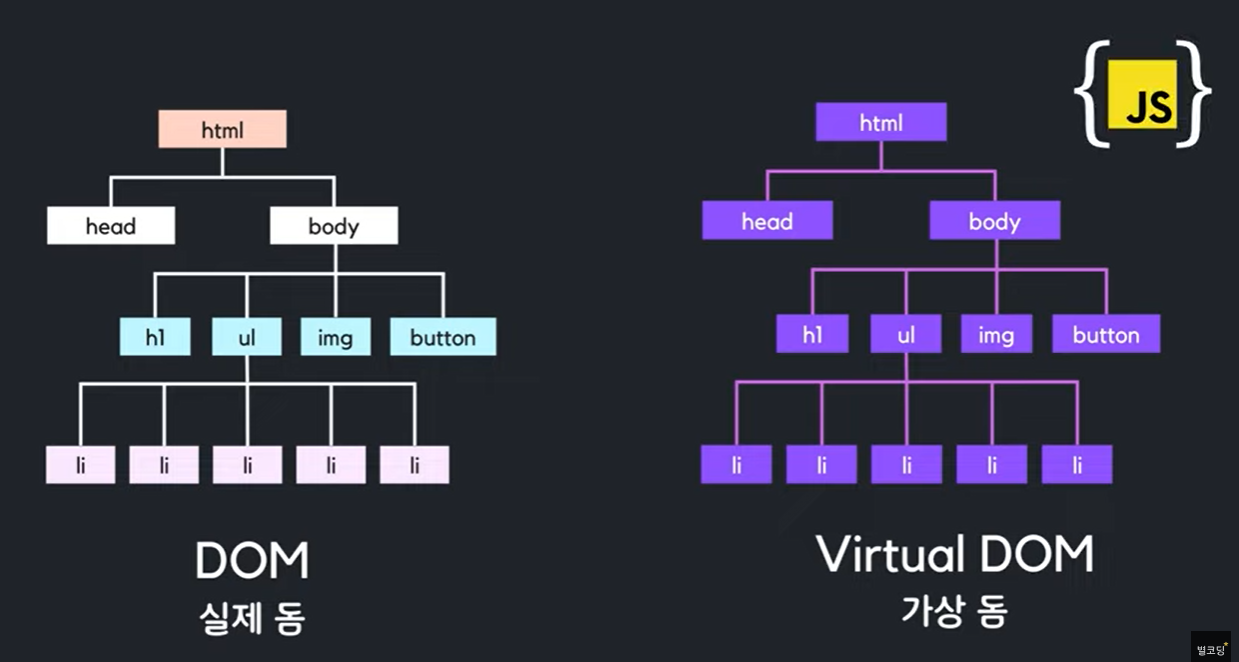 html
head
body
h1
ul
img
button
li
li
li
li
li
DOM
실제 돔
JS
html
head
body
h1
ul
img
button
li
li
li
li
li
Virtual DOM
가상 돔
별코딩